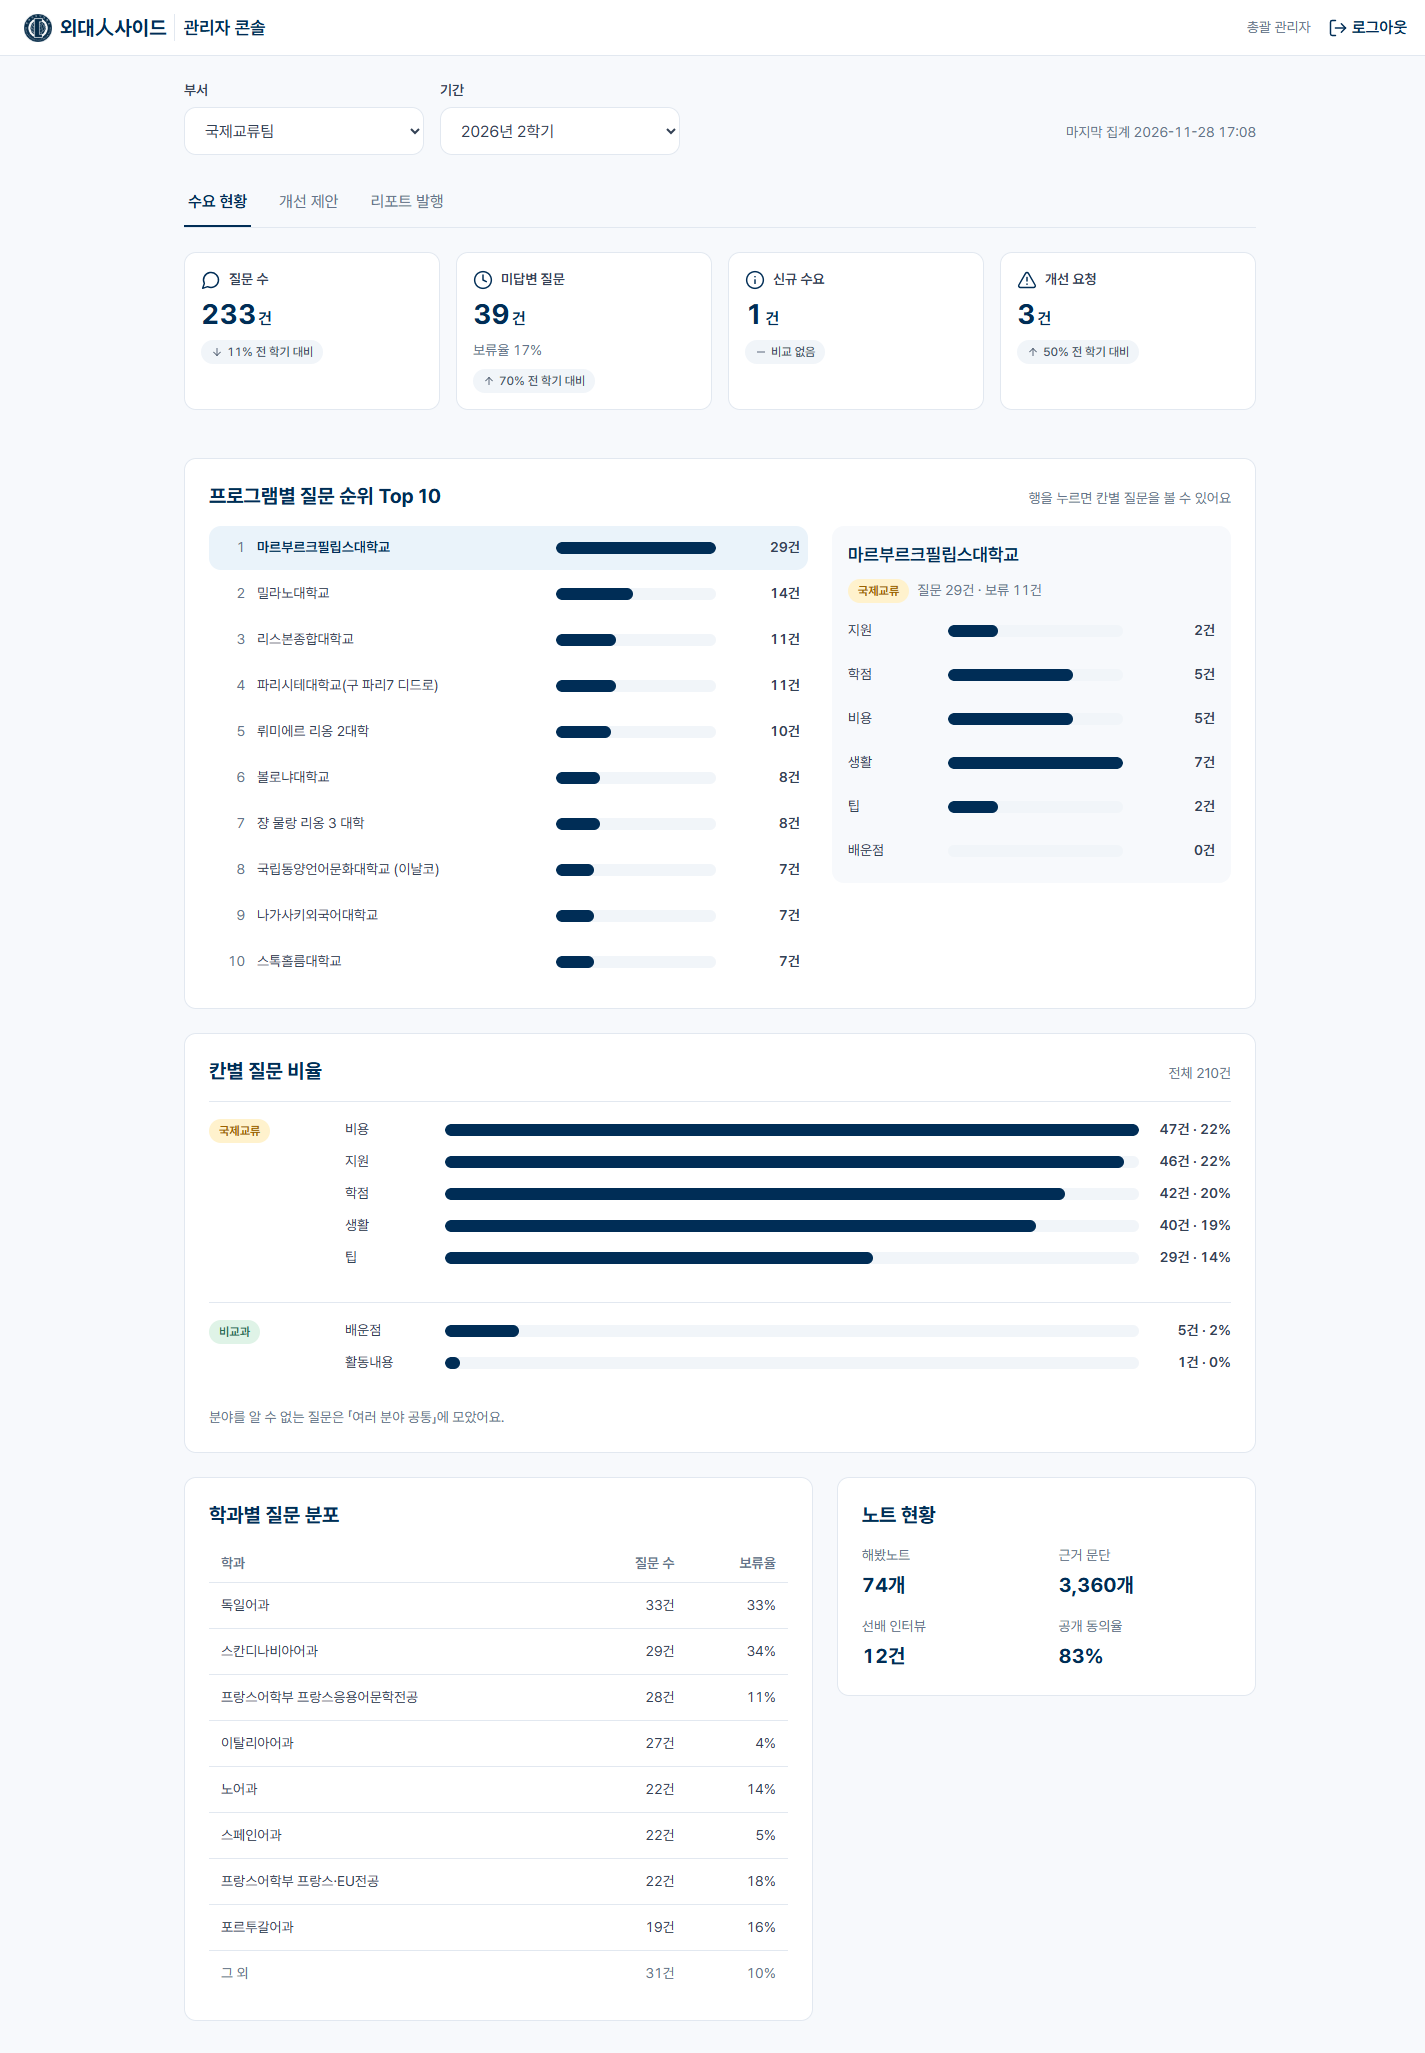 외대人사이드 관리자 콘솔
총괄 관리자 로그아웃
부서 기간
국제교류팀 2026년 2학기
마지막 집계 2026-11-28 17:08
수요 현황 개선 제안 리포트 발행
질문 수
233건
↓ 11% 전 학기 대비
미답변 질문
39건
보류율 17%
↑ 70% 전 학기 대비
신규 수요
1건
– 비교 없음
개선 요청
3건
↑ 50% 전 학기 대비
프로그램별 질문 순위 Top 10
행을 누르면 칸별 질문을 볼 수 있어요
1 마르부르크필립스대학교 29건
2 밀라노대학교 14건
3 리스본종합대학교 11건
4 파리시테대학교(구 파리7 디드로) 11건
5 뤼미에르 리옹 2대학 10건
6 볼로냐대학교 8건
7 쟝 물랑 리옹 3 대학 8건
8 국립동양언어문화대학교 (이날코) 7건
9 나가사키외국어대학교 7건
10 스톡홀름대학교 7건
마르부르크필립스대학교
국제교류 질문 29건 · 보류 11건
지원 2건
학점 5건
비용 5건
생활 7건
팁 2건
배운점 0건
칸별 질문 비율
전체 210건
국제교류
비용 47건 · 22%
지원 46건 · 22%
학점 42건 · 20%
생활 40건 · 19%
팁 29건 · 14%
비교과
배운점 5건 · 2%
활동내용 1건 · 0%
분야를 알 수 없는 질문은 「여러 분야 공통」에 모았어요.
학과별 질문 분포
학과 질문 수 보류율
독일어과 33건 33%
스칸디나비아어과 29건 34%
프랑스어학부 프랑스응용어문학전공 28건 11%
이탈리아어과 27건 4%
노어과 22건 14%
스페인어과 22건 5%
프랑스어학부 프랑스·EU전공 22건 18%
포르투갈어과 19건 16%
그 외 31건 10%
노트 현황
해봤노트 근거 문단
74개 3,360개
선배 인터뷰 공개 동의율
12건 83%